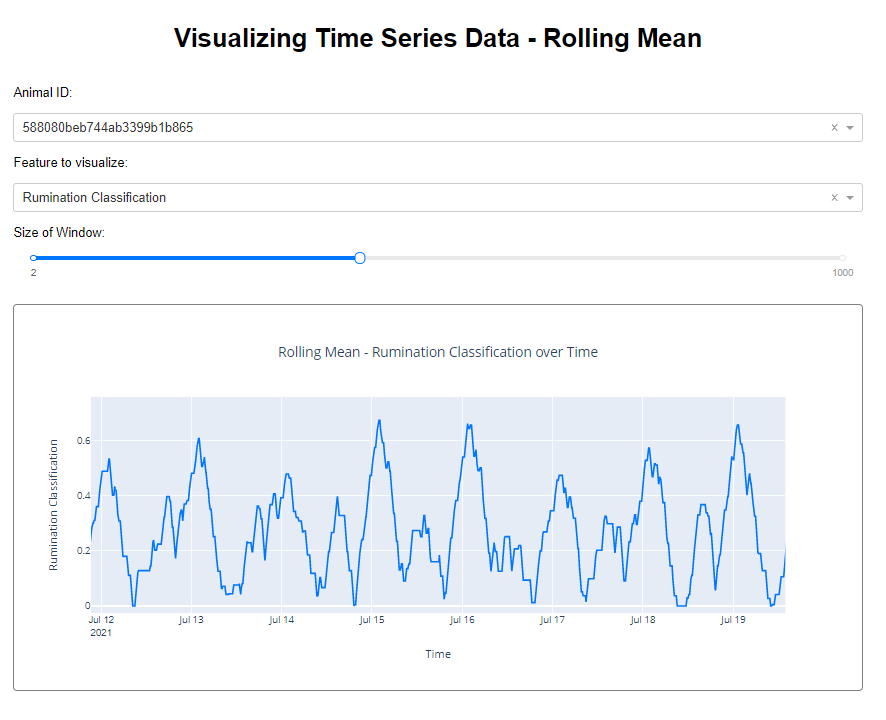 Visualizing Time Series Data - Rolling Mean
Animal ID:
588080beb744ab3399b1b865
x
Feature to visualize:
Rumination Classification
x
Size of Window:
2
1000
Rolling Mean - Rumination Classification over Time
Rumination Classification
0.6
0.4
0.2
0
Jul 12 Jul 13 Jul 14 Jul 15 Jul 16 Jul 17 Jul 18 Jul 19
2021
Time